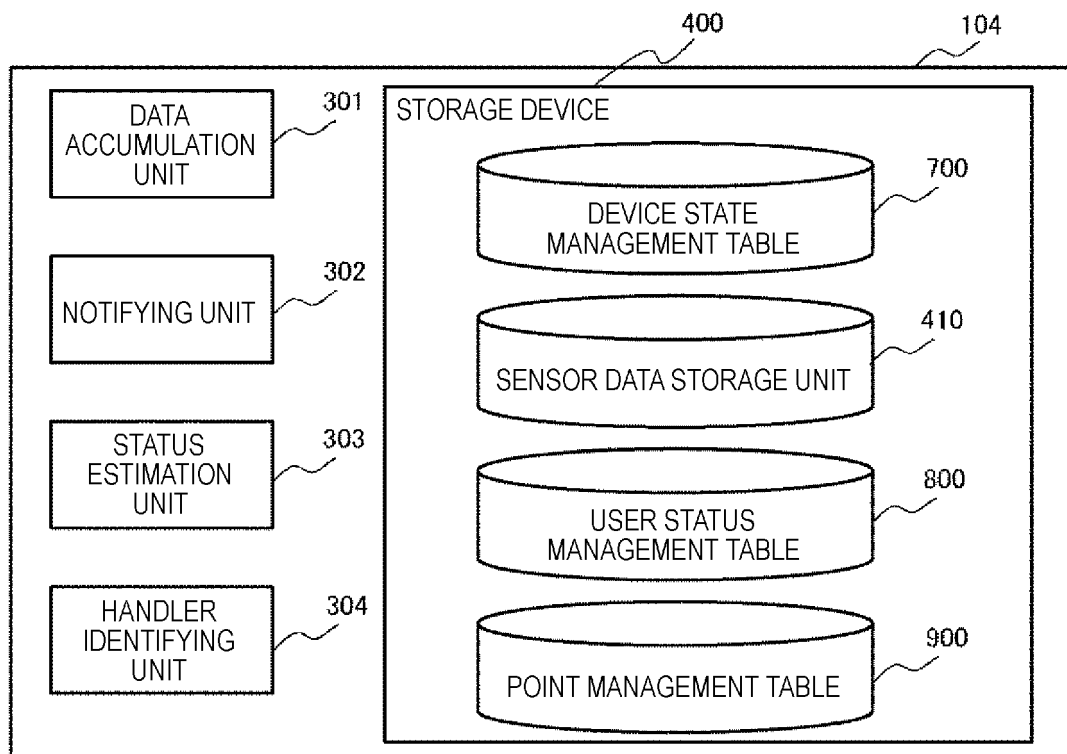 400
104
DATA
ACCUMULATION
UNIT
301
NOTIFYING UNIT
302
STATUS
ESTIMATION
UNIT
303
HANDLER
IDENTIFYING
UNIT
304
STORAGE DEVICE
DEVICE STATE
MANAGEMENT TABLE
700
SENSOR DATA STORAGE UNIT
410
USER STATUS
MANAGEMENT TABLE
800
POINT MANAGEMENT TABLE
900